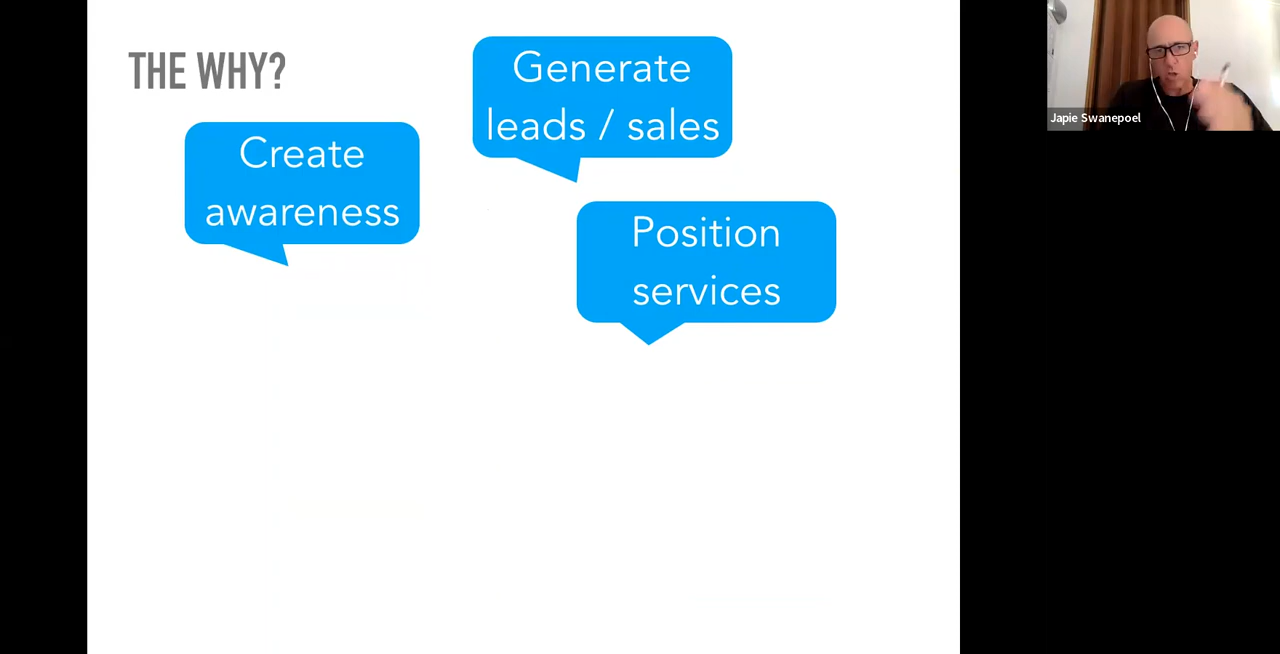 THE WHY?
Generate
leads / sales
Create
awareness
Position
services
Japie Swanepoel